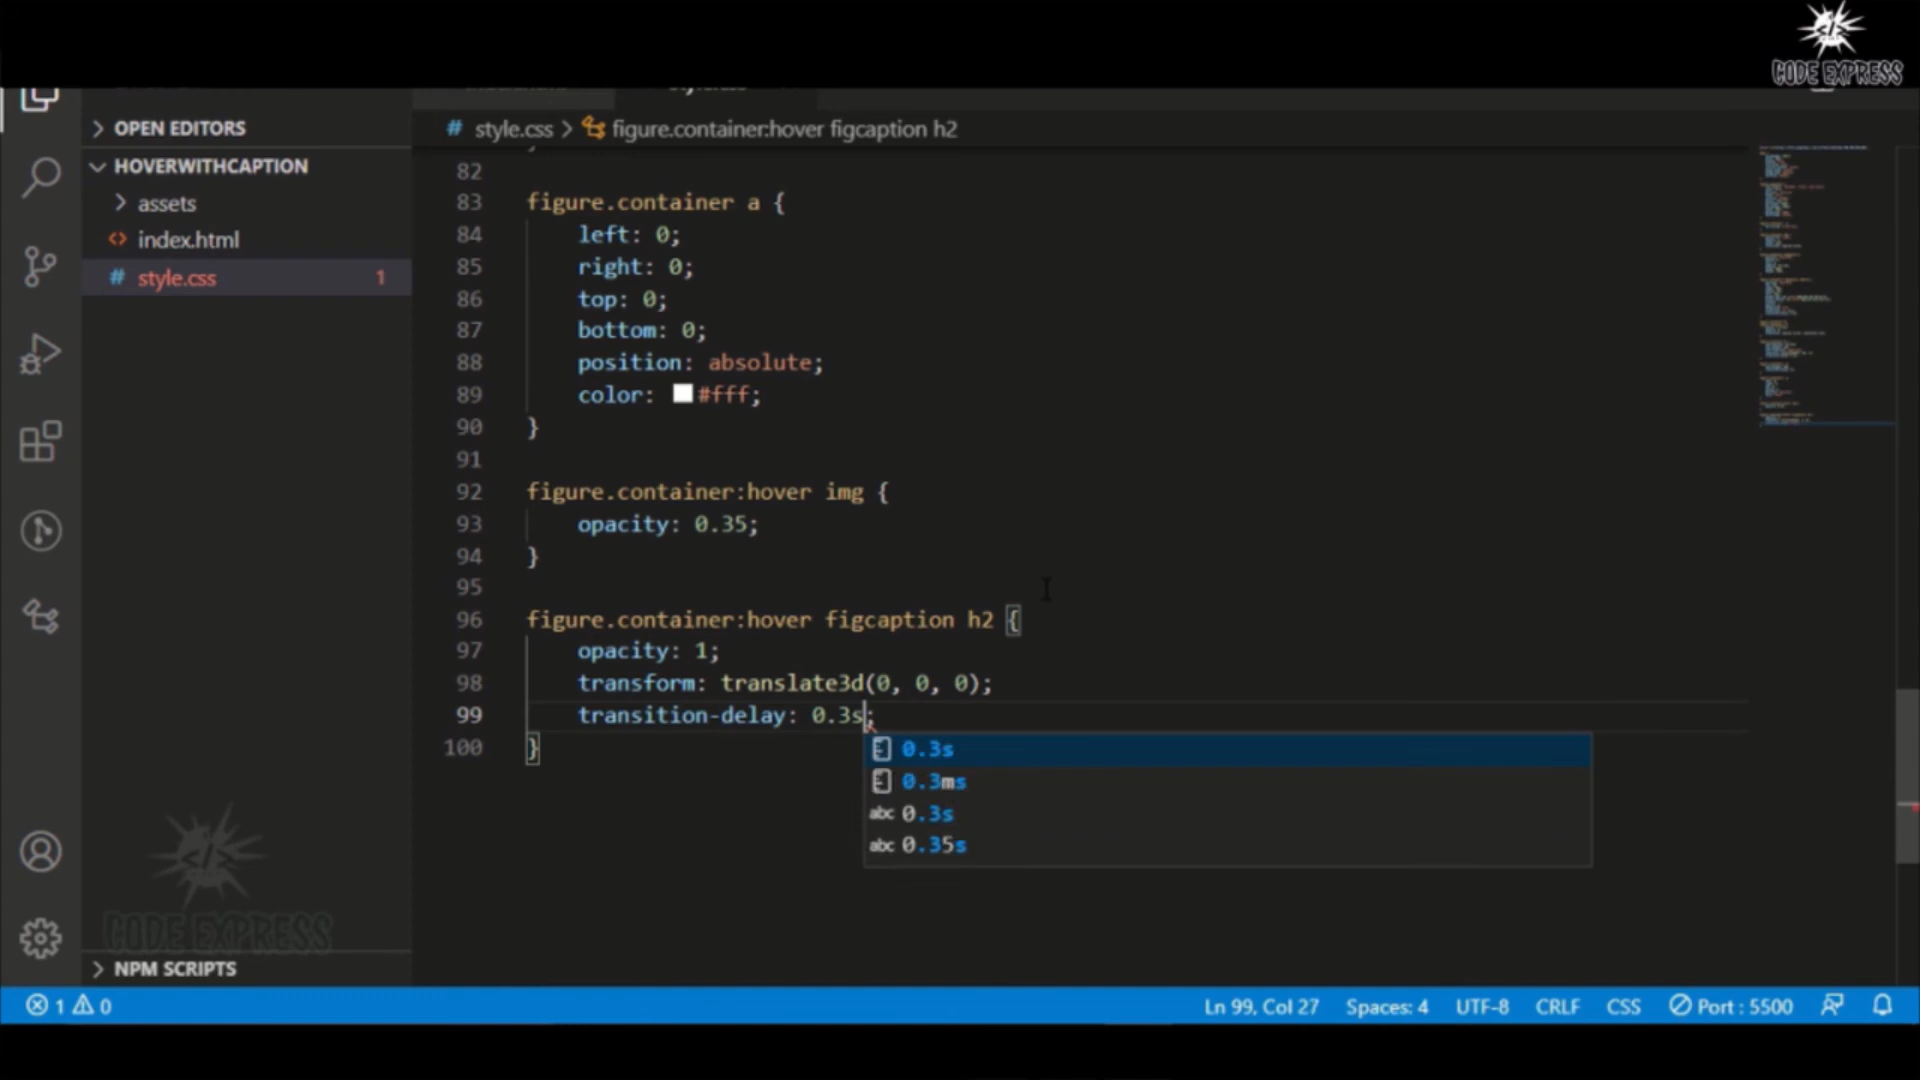 CODE EXPRESS
OPEN EDITORS
HOVERWITHCAPTION
assets
index.html
# style.css 1
CODE EXPRESS
NPM SCRIPTS
# style.css > figure.container:hover figcaption h2
82
83 figure.container a {
84 left: 0;
85 right: 0;
86 top: 0;
87 bottom: 0;
88 position: absolute;
89 color: #fff;
90 }
91
92 figure.container:hover img {
93 opacity: 0.35;
94 }
95
96 figure.container:hover figcaption h2 {
97 opacity: 1;
98 transform: translate3d(0, 0, 0);
99 transition-delay: 0.3s;
100 }
0.3s
0.3ms
abc 0.3s
abc 0.35s
1 0 Ln 99, Col 27 Spaces: 4 UTF-8 CRLF CSS Port : 5500